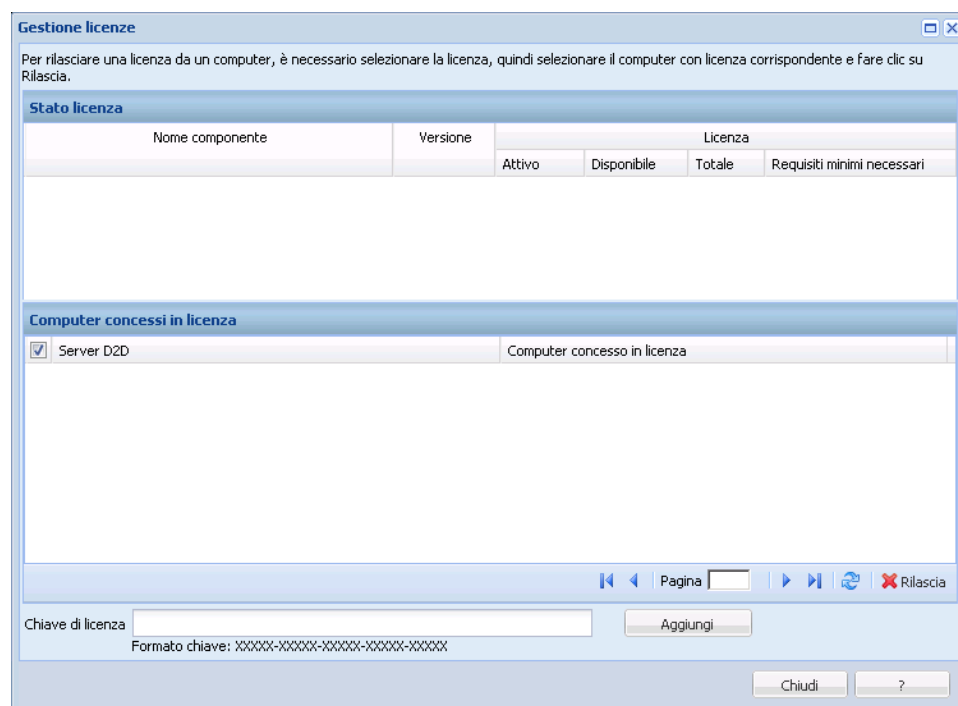 Gestione licenze
Per rilasciare una licenza da un computer, è necessario selezionare la licenza, quindi selezionare il computer con licenza corrispondente e fare clic su
Rilascia.
Stato licenza
Nome componente Versione Licenza
Attivo Disponibile Totale Requisiti minimi necessari
Computer concessi in licenza
Server D2D Computer concesso in licenza
Pagina Rilascia
Chiave di licenza Aggiungi
Formato chiave: XXXXX-XXXXX-XXXXX-XXXXX-XXXXX
Chiudi ?